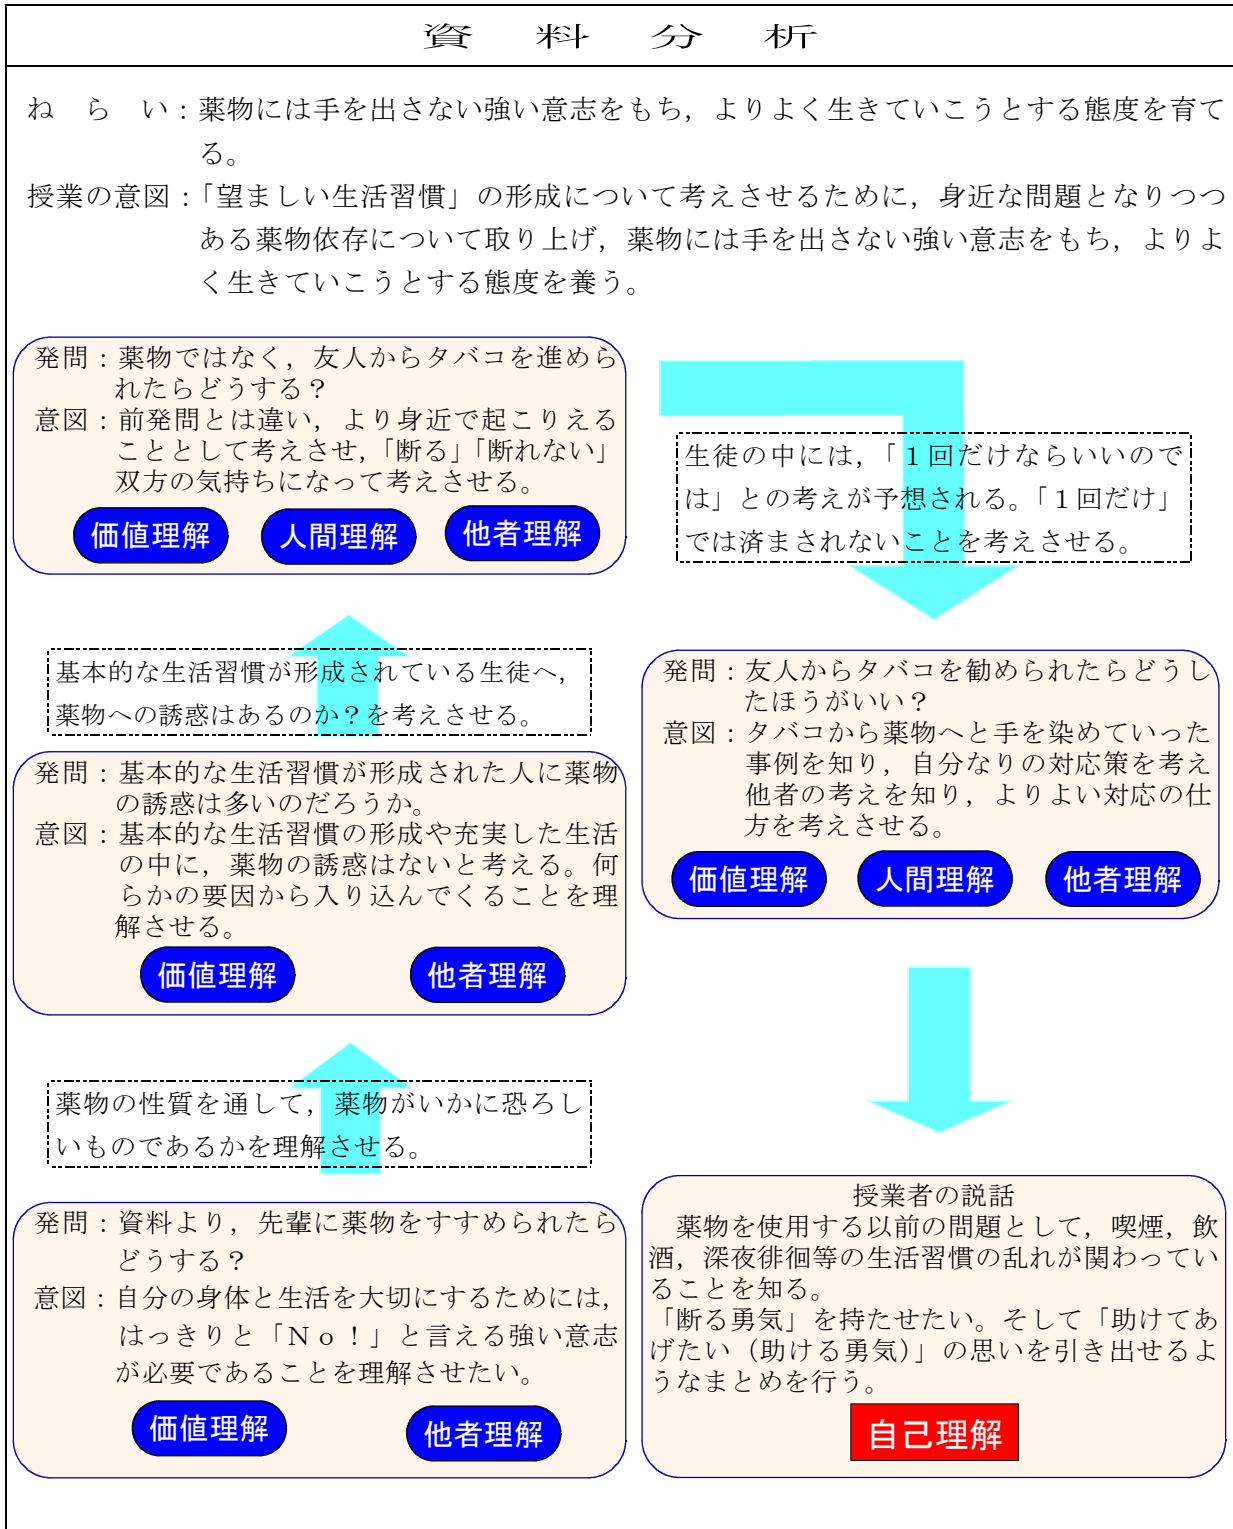 資料分析
ねらい：薬物には手を出さない強い意志をもち，よりよく生きていこうとする態度を育て
る。
授業の意図：「望ましい生活習慣」の形成について考えさせるために，身近な問題となりつつ
ある薬物依存について取り上げ，薬物には手を出さない強い意志をもち，よりよ
く生きていこうとする態度を養う。
発問：薬物ではなく，友人からタバコを進めら
れたらどうする？
意図：前発問とは違い，より身近で起こりえる
こととして考えさせ,「断る」「断れない」
双方の気持ちになって考えさせる。
価値理解 人間理解 他者理解
生徒の中には，「１回だけならいいので
は」との考えが予想される。「１回だけ」
では済まされないことを考えさせる。
基本的な生活習慣が形成されている生徒へ，
薬物への誘惑はあるのか？を考えさせる。
発問：基本的な生活習慣が形成された人に薬物
の誘惑は多いのだろうか。
意図：基本的な生活習慣の形成や充実した生活
の中に，薬物の誘惑はないと考える。何
らかの要因から入り込んでくることを理
解させる。
価値理解 他者理解
薬物の性質を通して，薬物がいかに恐ろし
いものであるかを理解させる。
発問：資料より，先輩に薬物をすすめられたら
どうする？
意図：自分の身体と生活を大切にするためには，
はっきりと「Ｎｏ！」と言える強い意志
が必要であることを理解させたい。
価値理解 他者理解
発問：友人からタバコを勧められたらどうし
たほうがいい？
意図：タバコから薬物へと手を染めていった
事例を知り，自分なりの対応策を考え
他者の考えを知り，よりよい対応の仕
方を考えさせる。
価値理解 人間理解 他者理解
授業者の説話
薬物を使用する以前の問題として，喫煙，飲
酒，深夜徘徊等の生活習慣の乱れが関わってい
ることを知る。
「断る勇気」を持たせたい。そして「助けてあ
げたい（助ける勇気）」の思いを引き出せるよ
うなまとめを行う。
自己理解